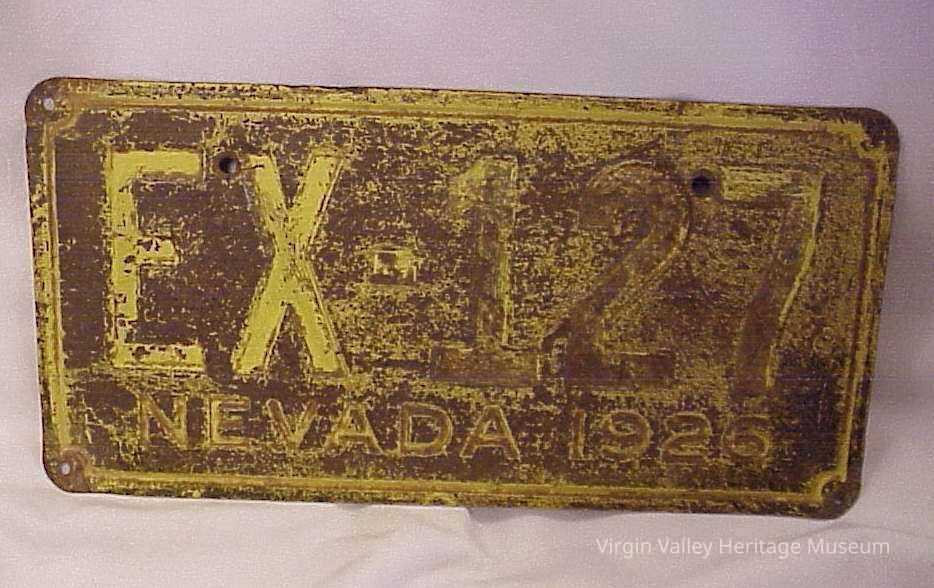 EX-127
NEVADA 1926
Virgin Valley Heritage Museum